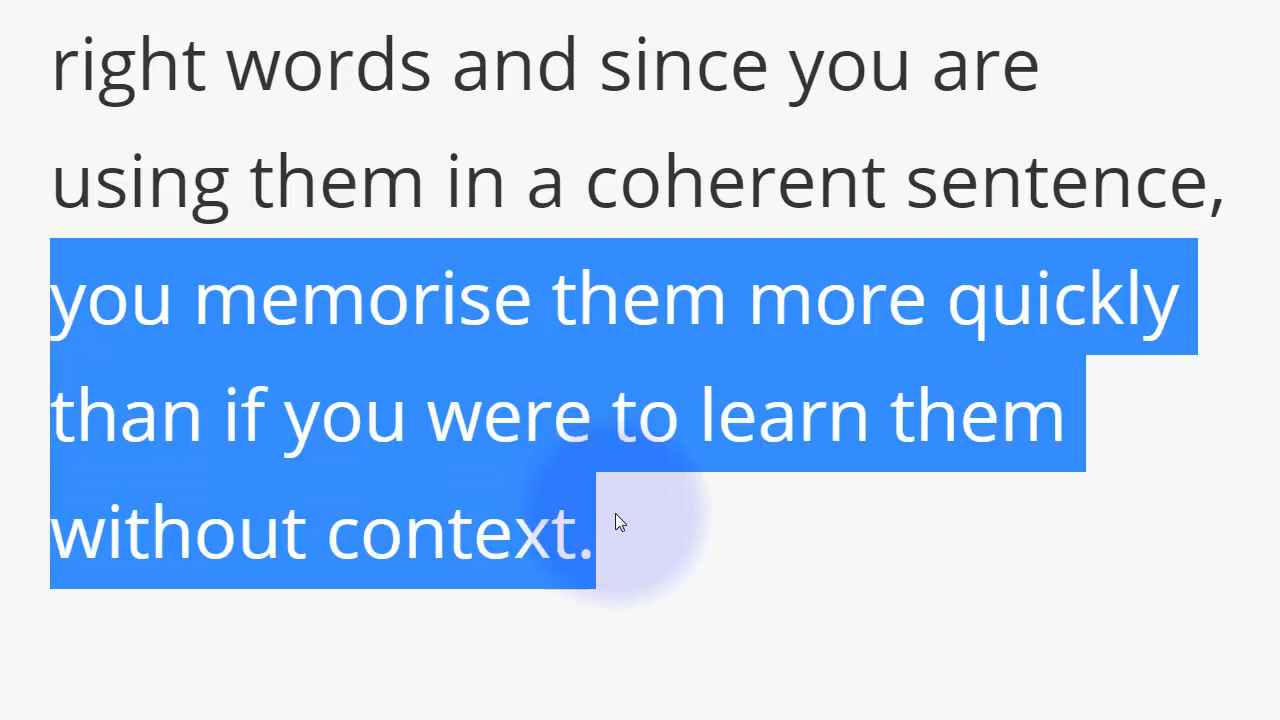 right words and since you are
using them in a coherent sentence,
you memorise them more quickly
than if you were to learn them
without context.